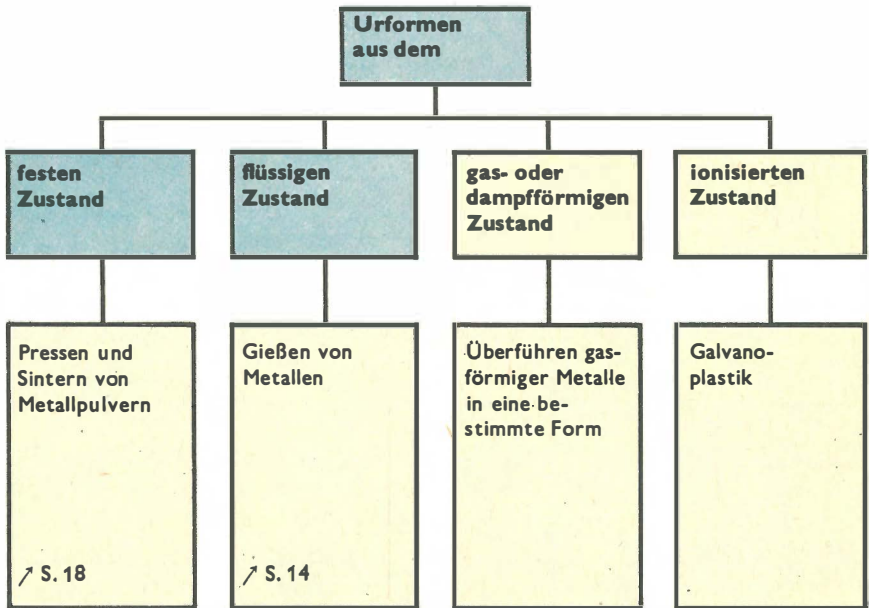 Urformen
aus dem
festen
Zustand
flüssigen
Zustand
gas- oder
dampfförmigen
Zustand
ionisierten
Zustand
Pressen und
Sintern von
Metallpulvern
↗ S. 18
Gießen von
Metallen
↗ S. 14
Überführen gas-
förmiger Metalle
in eine be-
stimmte Form
Galvano-
plastik